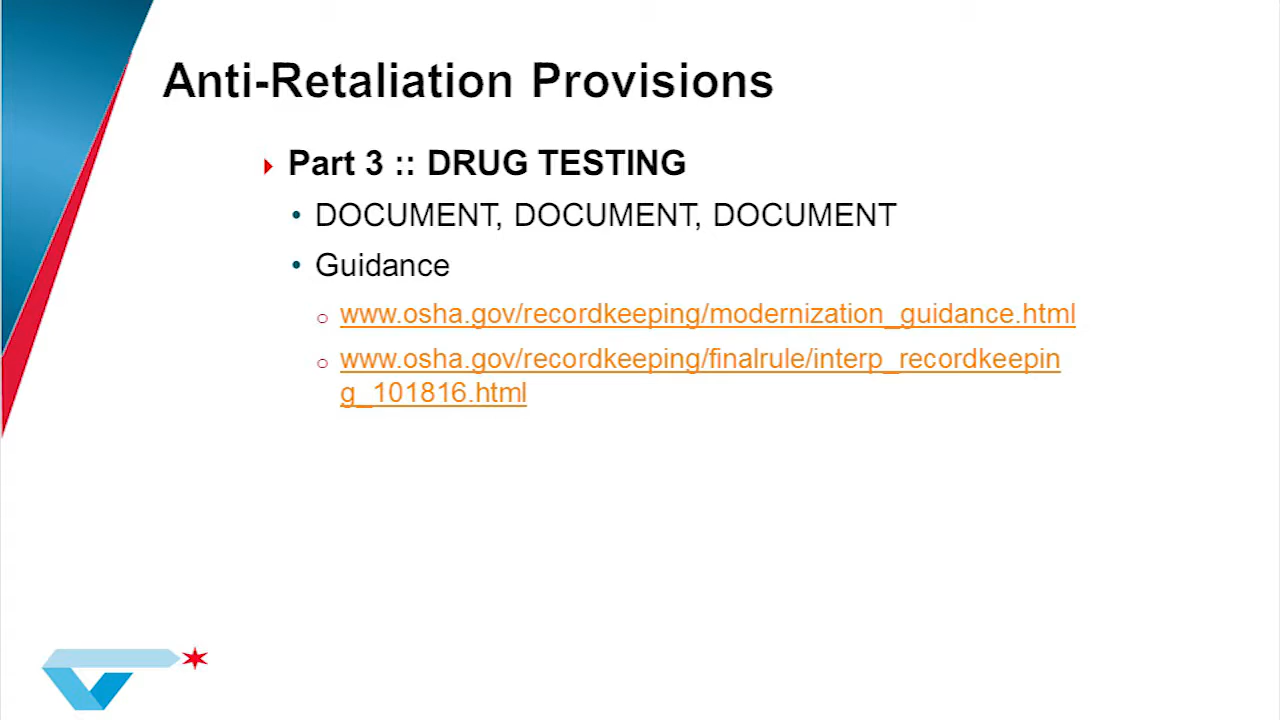 Anti-Retaliation Provisions
Part 3 :: DRUG TESTING
• DOCUMENT, DOCUMENT, DOCUMENT
• Guidance
o www.osha.gov/recordkeeping/modernization_guidance.html
o www.osha.gov/recordkeeping/finalrule/interp_recordkeepin
g_101816.html